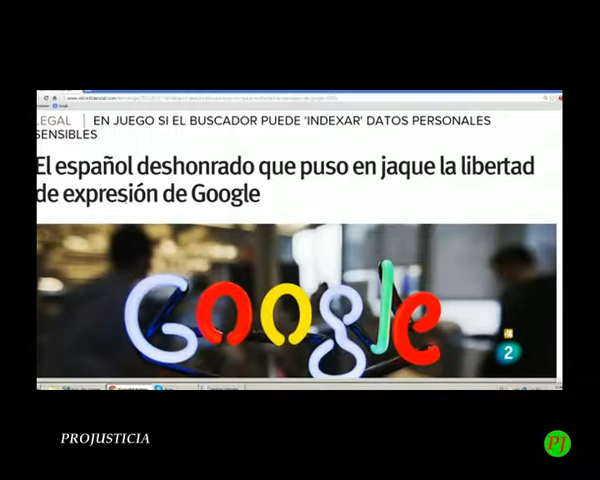 LEGAL | EN JUEGO SI EL BUSCADOR PUEDE 'INDEXAR' DATOS PERSONALES
SENSIBLES
El español deshonrado que puso en jaque la libertad
de expresión de Google
Google
2
PROJUSTICIA
PJ